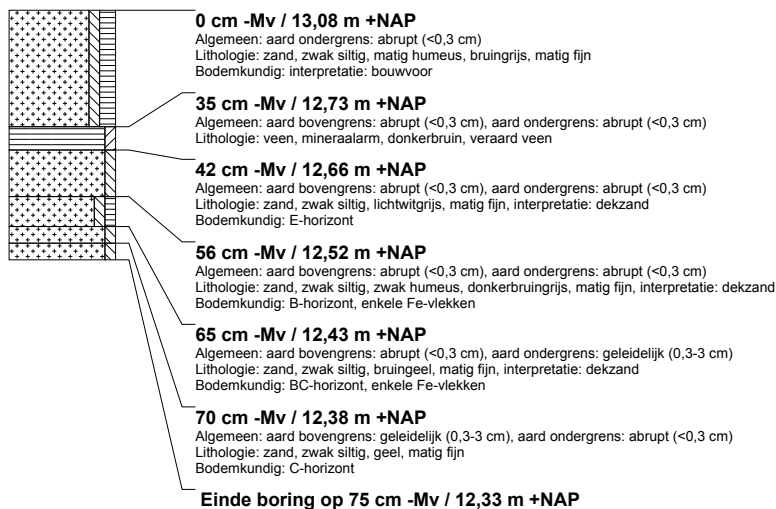 0 cm -Mv / 13,08 m +NAP
Algemeen: aard ondergrens: abrupt (<0,3 cm)
Lithologie: zand, zwak siltig, matig humeus, bruingrijs, matig fijn
Bodemkundig: interpretatie: bouwvoor
35 cm -Mv / 12,73 m +NAP
Algemeen: aard bovengrens: abrupt (<0,3 cm), aard ondergrens: abrupt (<0,3 cm)
Lithologie: veen, mineraalarm, donkerbruin, veraard veen
42 cm -Mv / 12,66 m +NAP
Algemeen: aard bovengrens: abrupt (<0,3 cm), aard ondergrens: abrupt (<0,3 cm)
Lithologie: zand, zwak siltig, lichtwitgrijs, matig fijn, interpretatie: dekzand
Bodemkundig: E-horizont
56 cm -Mv / 12,52 m +NAP
Algemeen: aard bovengrens: abrupt (<0,3 cm), aard ondergrens: abrupt (<0,3 cm)
Lithologie: zand, zwak siltig, zwak humeus, donkerbruingrijs, matig fijn, interpretatie: dekzand
Bodemkundig: B-horizont, enkele Fe-vlekken
65 cm -Mv / 12,43 m +NAP
Algemeen: aard bovengrens: abrupt (<0,3 cm), aard ondergrens: geleidelijk (0,3-3 cm)
Lithologie: zand, zwak siltig, bruingeel, matig fijn, interpretatie: dekzand
Bodemkundig: BC-horizont, enkele Fe-vlekken
70 cm -Mv / 12,38 m +NAP
Algemeen: aard bovengrens: geleidelijk (0,3-3 cm), aard ondergrens: abrupt (<0,3 cm)
Lithologie: zand, zwak siltig, geel, matig fijn
Bodemkundig: C-horizont
Einde boring op 75 cm -Mv / 12,33 m +NAP